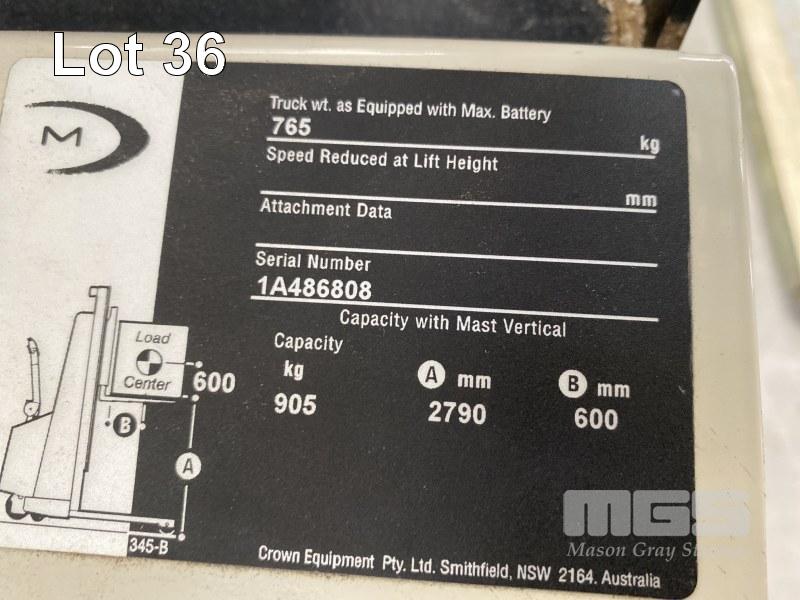 Lot 36
M
Truck wt. as Equipped with Max. Battery
765 kg
Speed Reduced at Lift Height
mm
Attachment Data
Serial Number
1A486808
Capacity with Mast Vertical
Capacity
kg A mm B mm
905 2790 600
Load
Center
600
B
A
345-B
Crown Equipment Pty. Ltd. Smithfield, NSW 2164. Australia
MGS
Mason Gray